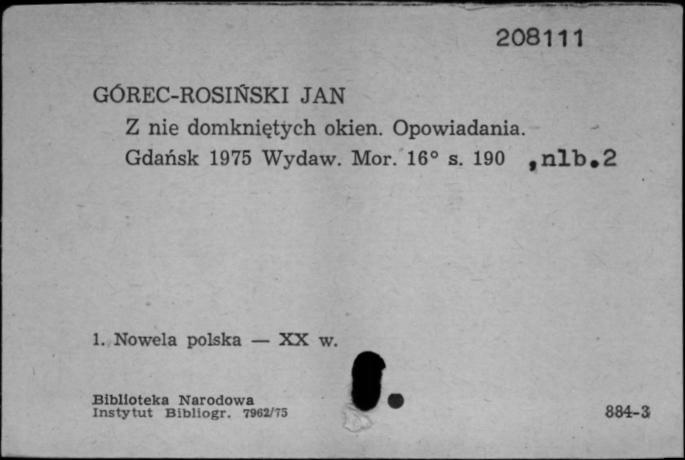 208111
GÓREC-ROSIŃSKI JAN
Z nie domkniętych okien. Opowiadania.
Gdańsk 1975 Wydaw. Mor. 16° s. 190 ,nlb.2
1. Nowela polska — XX w.
Biblioteka Narodowa
Instytut Bibliogr. 7962/75
884-3